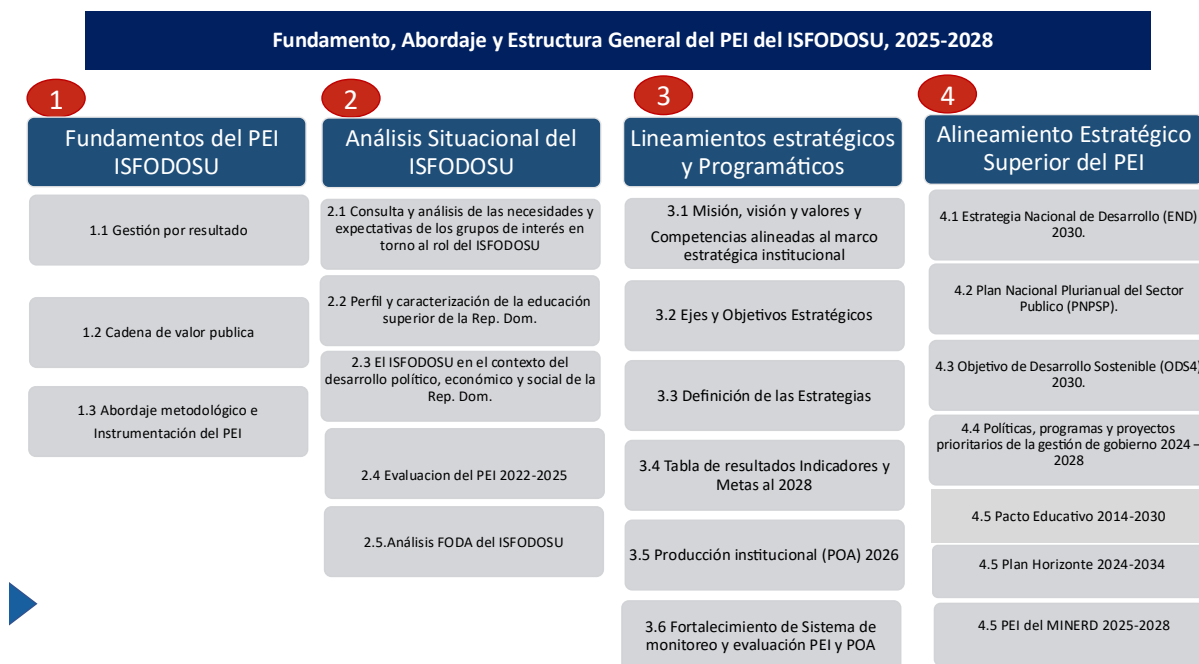 Fundamento, Abordaje y Estructura General del PEI del ISFODOSU, 2025-2028
1
Fundamentos del PEI
ISFODOSU
1.1 Gestión por resultado
1.2 Cadena de valor publica
1.3 Abordaje metodológico e
Instrumentación del PEI
2
Análisis Situacional del
ISFODOSU
2.1 Consulta y análisis de las necesidades y
expectativas de los grupos de interés en
torno al rol del ISFODOSU
2.2 Perfil y caracterización de la educación
superior de la Rep. Dom.
2.3 El ISFODOSU en el contexto del
desarrollo político, económico y social de la
Rep. Dom.
2.4 Evaluacion del PEI 2022-2025
2.5.Análisis FODA del ISFODOSU
3
Lineamientos estratégicos
y Programáticos
3.1 Misión, visión y valores y
Competencias alineadas al marco
estratégica institucional
3.2 Ejes y Objetivos Estratégicos
3.3 Definición de las Estrategias
3.4 Tabla de resultados Indicadores y
Metas al 2028
3.5 Producción institucional (POA) 2026
3.6 Fortalecimiento de Sistema de
monitoreo y evaluación PEI y POA
4
Alineamiento Estratégico
Superior del PEI
4.1 Estrategia Nacional de Desarrollo (END)
2030.
4.2 Plan Nacional Plurianual del Sector
Publico (PNPSP).
4.3 Objetivo de Desarrollo Sostenible (ODS4)
2030.
4.4 Políticas, programas y proyectos
prioritarios de la gestión de gobierno 2024 –
2028
4.5 Pacto Educativo 2014-2030
4.5 Plan Horizonte 2024-2034
4.5 PEI del MINERD 2025-2028